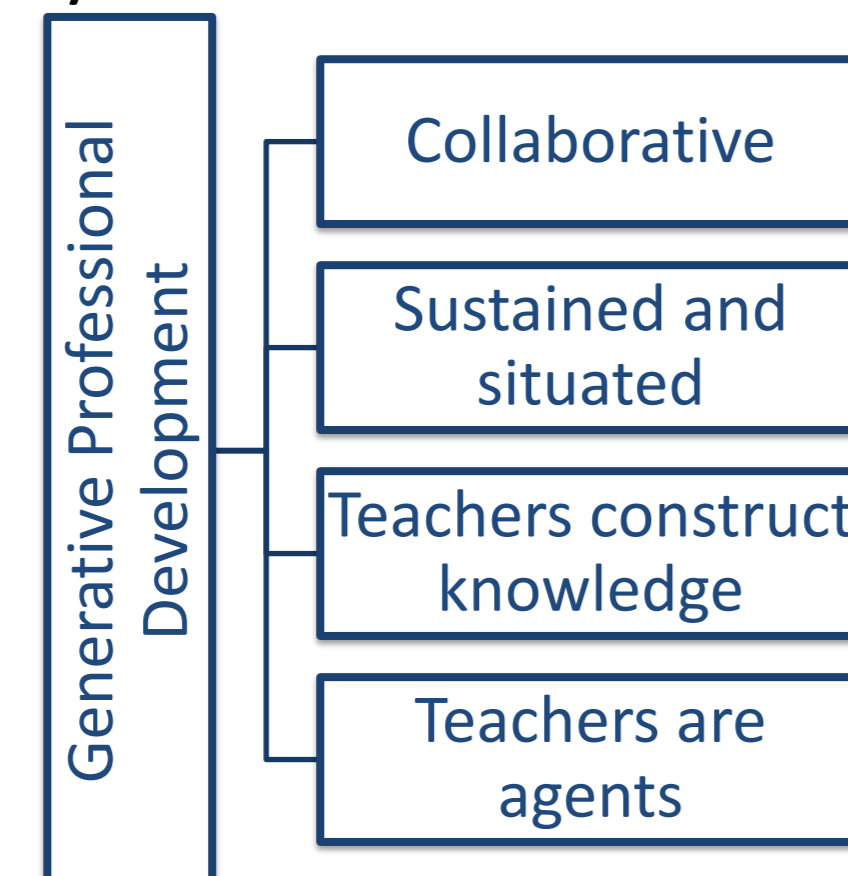 Generative Professional
Development
Collaborative
Sustained and
situated
Teachers construct
knowledge
Teachers are
agents